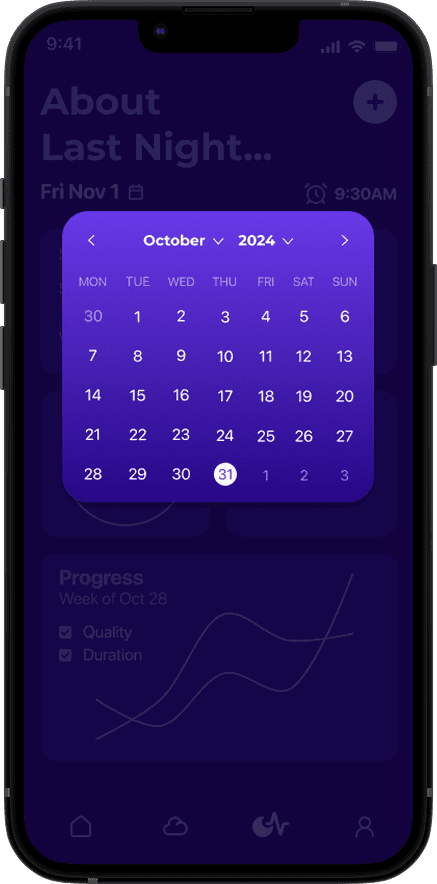 9:41
About
Last Night...
Fri Nov 1
9:30AM
October 2024
MON TUE WED THU FRI SAT SUN
30 1 2 3 4 5 6
7 8 9 10 11 12 13
14 15 16 17 18 19 20
21 22 23 24 25 26 27
28 29 30 31 1 2 3
Progress
Week of Oct 28
Quality
Duration